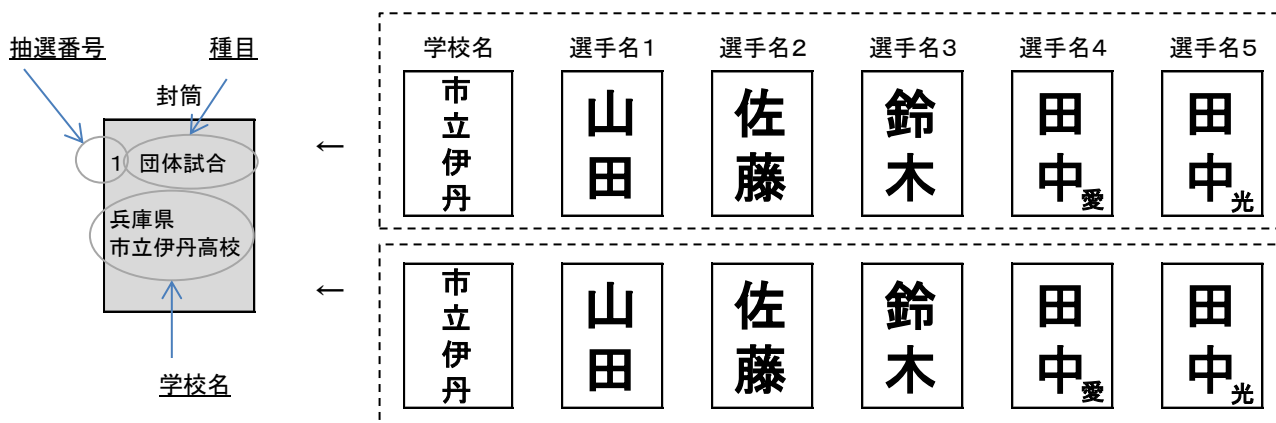 抽選番号
種目
封筒
1 団体試合
兵庫県
市立伊丹高校
学校名
←
←
学校名 選手名1 選手名2 選手名3 選手名4 選手名5
市立伊丹 山田 佐藤 鈴木 田中愛 田中光
市立伊丹 山田 佐藤 鈴木 田中愛 田中光